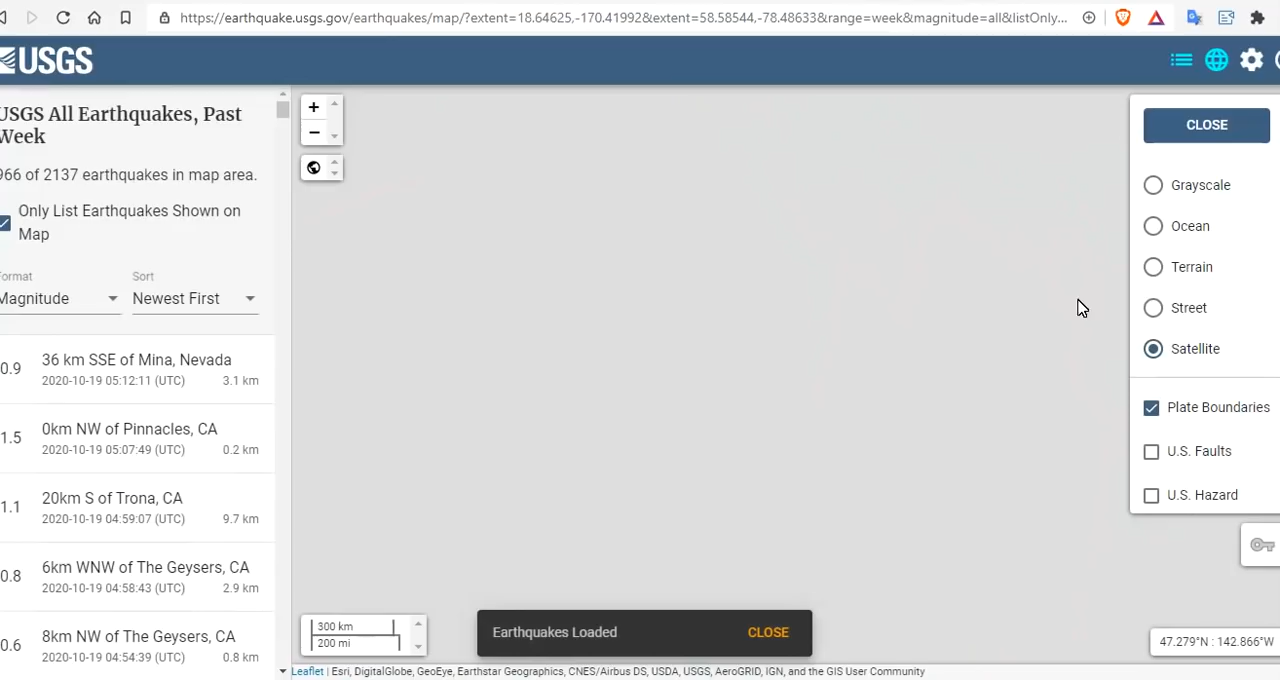 https://earthquake.usgs.gov/earthquakes/map/?extent=18.64625,-170.41992&extent=58.58544,-78.48633&range=week&magnitude=all&listOnly...
USGS
USGS All Earthquakes, Past
Week
966 of 2137 earthquakes in map area.
Only List Earthquakes Shown on
Map
Format
Sort
Magnitude
Newest First
0.9
36 km SSE of Mina, Nevada
2020-10-19 05:12:11 (UTC)
3.1 km
1.5
0km NW of Pinnacles, CA
2020-10-19 05:07:49 (UTC)
0.2 km
1.1
20km S of Trona, CA
2020-10-19 04:59:07 (UTC)
9.7 km
0.8
6km WNW of The Geysers, CA
2020-10-19 04:58:43 (UTC)
2.9 km
0.6
8km NW of The Geysers, CA
2020-10-19 04:54:39 (UTC)
0.8 km
+
−
300 km
200 mi
Earthquakes Loaded
CLOSE
CLOSE
Grayscale
Ocean
Terrain
Street
Satellite
Plate Boundaries
U.S. Faults
U.S. Hazard
47.279°N : 142.866°W
Leaflet | Esri, DigitalGlobe, GeoEye, Earthstar Geographics, CNES/Airbus DS, USDA, USGS, AeroGRID, IGN, and the GIS User Community